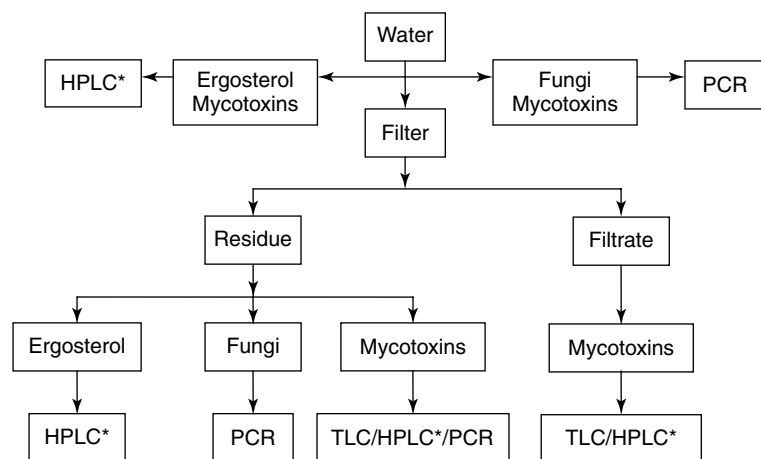 Water
HPLC*
Ergosterol
Mycotoxins
Fungi
Mycotoxins
PCR
Filter
Residue
Filtrate
Ergosterol
Fungi
Mycotoxins
Mycotoxins
HPLC*
PCR
TLC/HPLC*/PCR
TLC/HPLC*